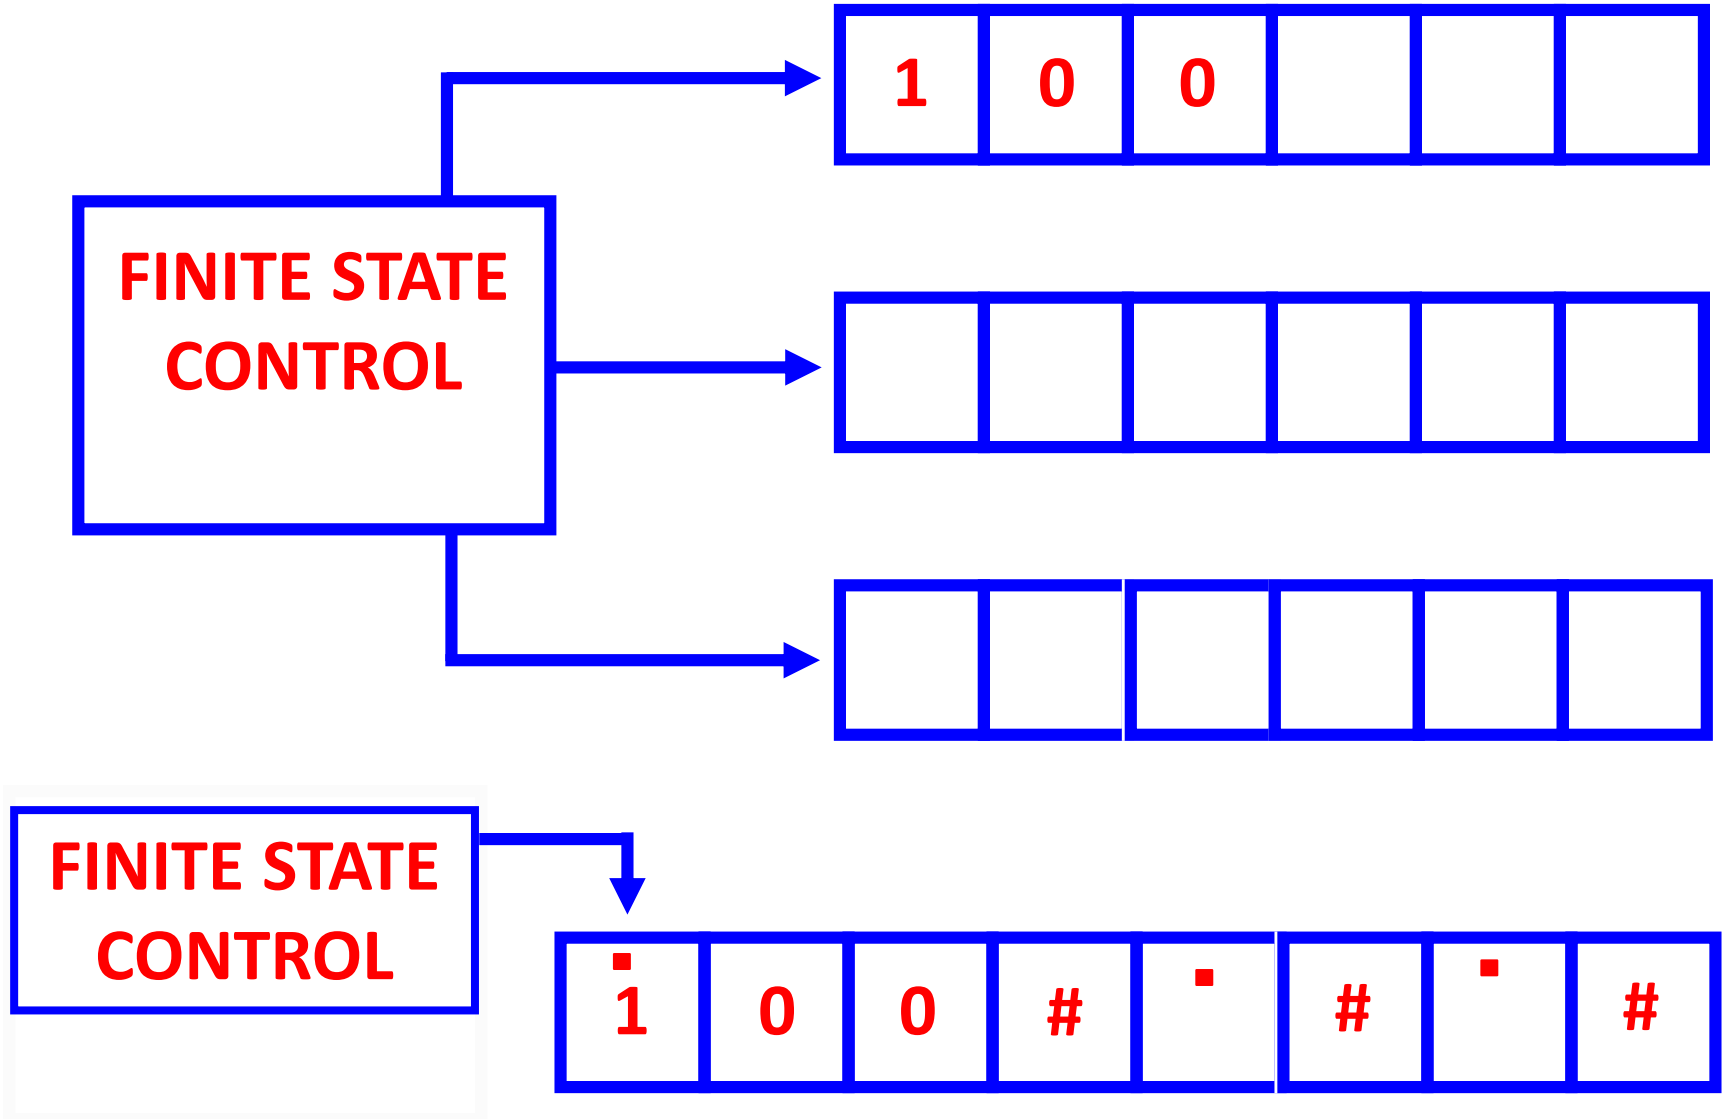 1 0 0
FINITE STATE
CONTROL
FINITE STATE
CONTROL
1 0 0 # # #